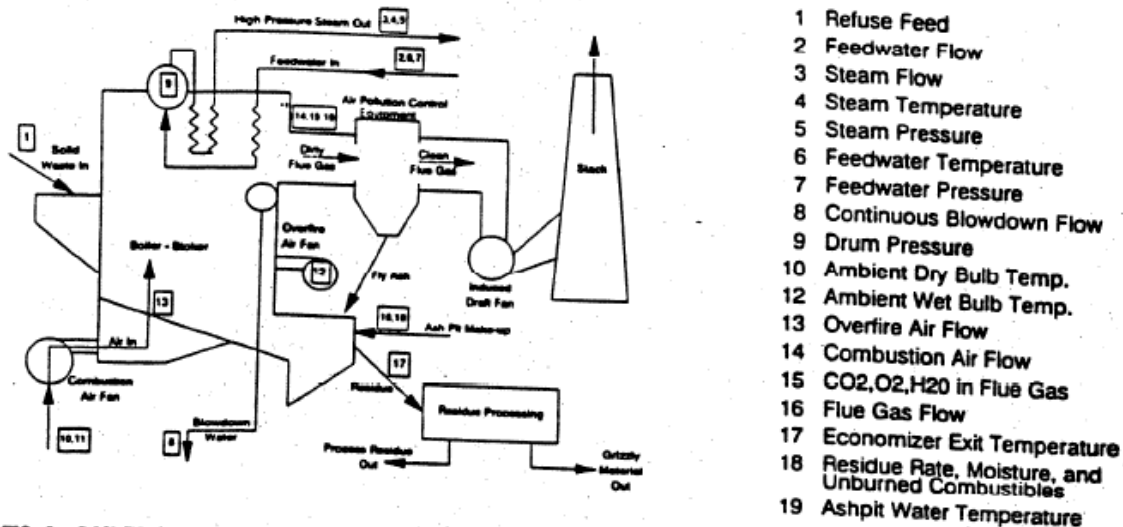 High Pressure Steam Out
3,4,5
Feedwater In
2,6,7
9
14,15 16
Air Pollution Control
Equipment
1
Solid
Waste In
Dirty
Flue Gas
Clean
Flue Gas
Stack
Boiler - Stoker
Overfire
Air Fan
12
Fly Ash
Induced
Draft Fan
13
Air In
Ash Pit Make-up
17
Combustion
Air Fan
Residue
Residue Processing
10,11
8
Blowdown
Water
Process Residue
Out
Grizzly
Material
Out
1 Refuse Feed
2 Feedwater Flow
3 Steam Flow
4 Steam Temperature
5 Steam Pressure
6 Feedwater Temperature
7 Feedwater Pressure
8 Continuous Blowdown Flow
9 Drum Pressure
10 Ambient Dry Bulb Temp.
12 Ambient Wet Bulb Temp.
13 Overfire Air Flow
14 Combustion Air Flow
15 CO2,O2,H20 in Flue Gas
16 Flue Gas Flow
17 Economizer Exit Temperature
18 Residue Rate, Moisture, and
Unburned Combustibles
19 Ashpit Water Temperature